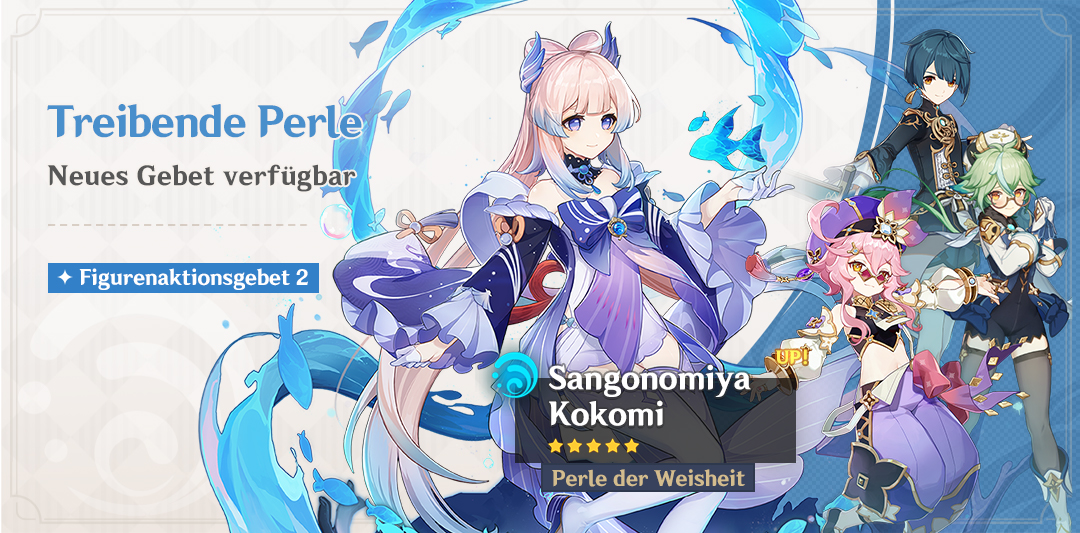 Treibende Perle
Neues Gebet verfügbar
Figurenaktionsgebet 2
UP!
Sangonomiya
Kokomi
Perle der Weisheit